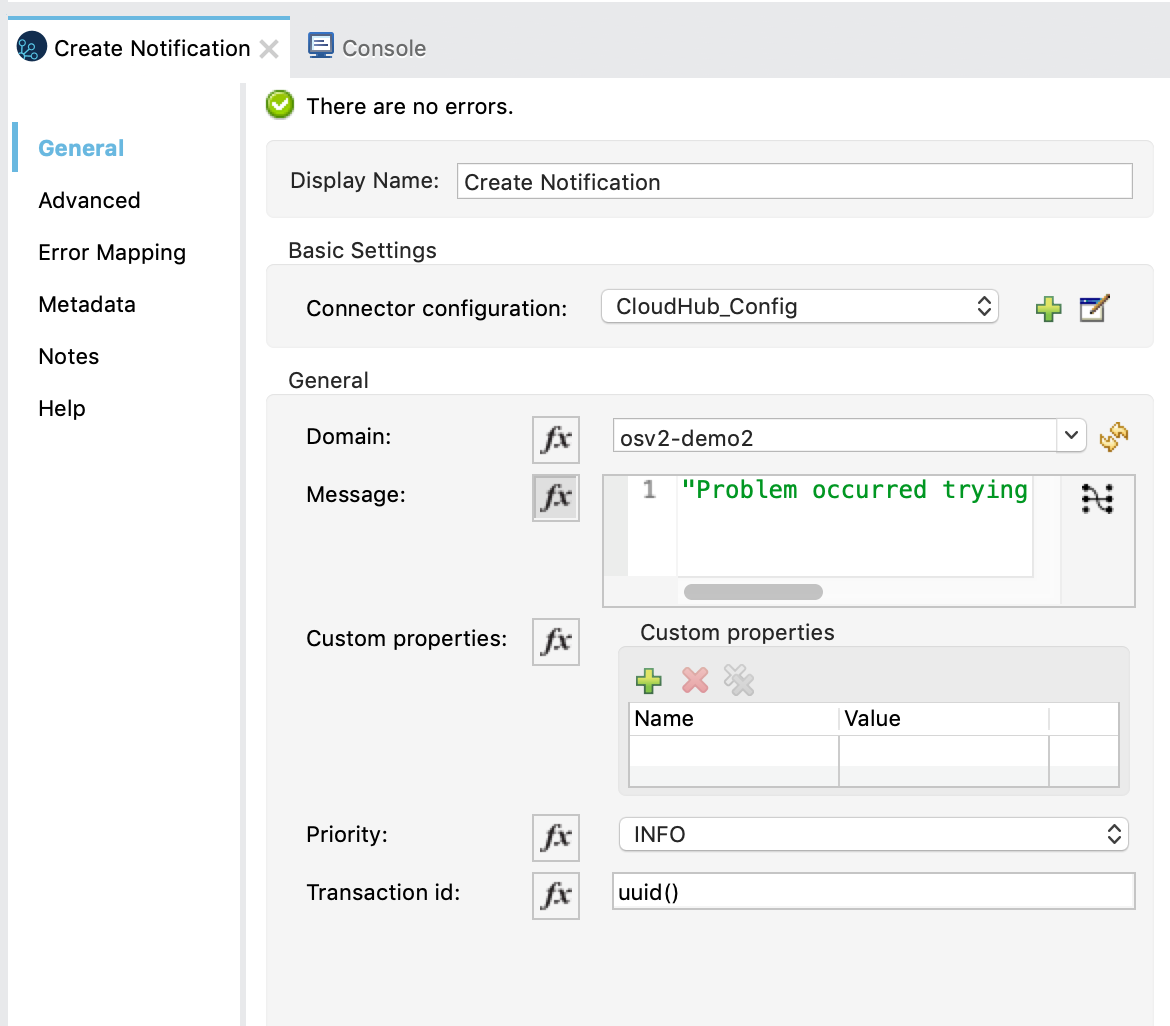 Create Notification
Console
There are no errors.
General
Advanced
Error Mapping
Metadata
Notes
Help
Display Name: Create Notification
Basic Settings
Connector configuration: CloudHub_Config
General
Domain: fx osv2-demo2
Message: fx 1 "Problem occurred trying
Custom properties: fx Custom properties
Name Value
Priority: fx INFO
Transaction id: fx uuid()